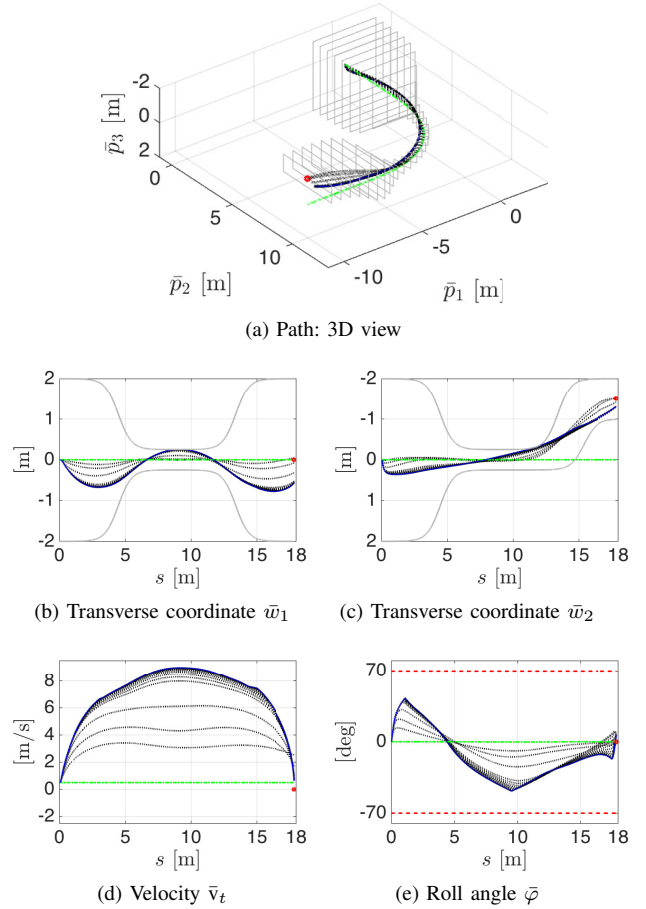 -2
0
2
p̄₃ [m]
0
5
10
p̄₂ [m]
-10
-5
0
p̄₁ [m]
(a) Path: 3D view
2
1
0
1
-2
[m]
0 5 10 15 18
s [m]
(b) Transverse coordinate w̄₁
-2
-1
0
1
2
[m]
0 5 10 15 18
s [m]
(c) Transverse coordinate w̄₂
8
6
4
2
0
-2
[m/s]
0 5 10 15 18
s [m]
(d) Velocity v̄ₜ
70
0
-70
[deg]
0 5 10 15 18
s [m]
(e) Roll angle φ̄